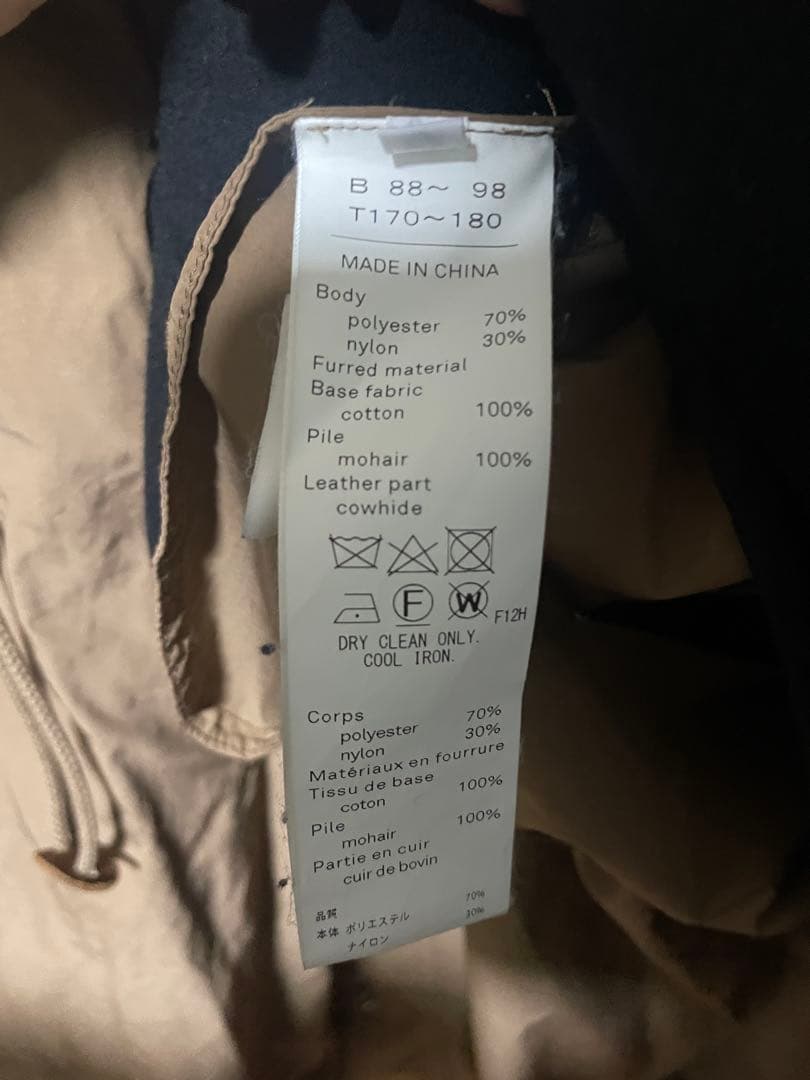 B 88～ 98
T170～180
MADE IN CHINA
Body
polyester 70%
nylon 30%
Furred material
Base fabric
cotton 100%
Pile
mohair 100%
Leather part
cowhide
F W F12H
DRY CLEAN ONLY.
COOL IRON.
Corps
polyester 70%
nylon 30%
Matériaux en fourrure
Tissu de base
coton 100%
Pile
mohair 100%
Partie en cuir
cuir de bovin
品質
本体 ポリエステル 70%
ナイロン 30%